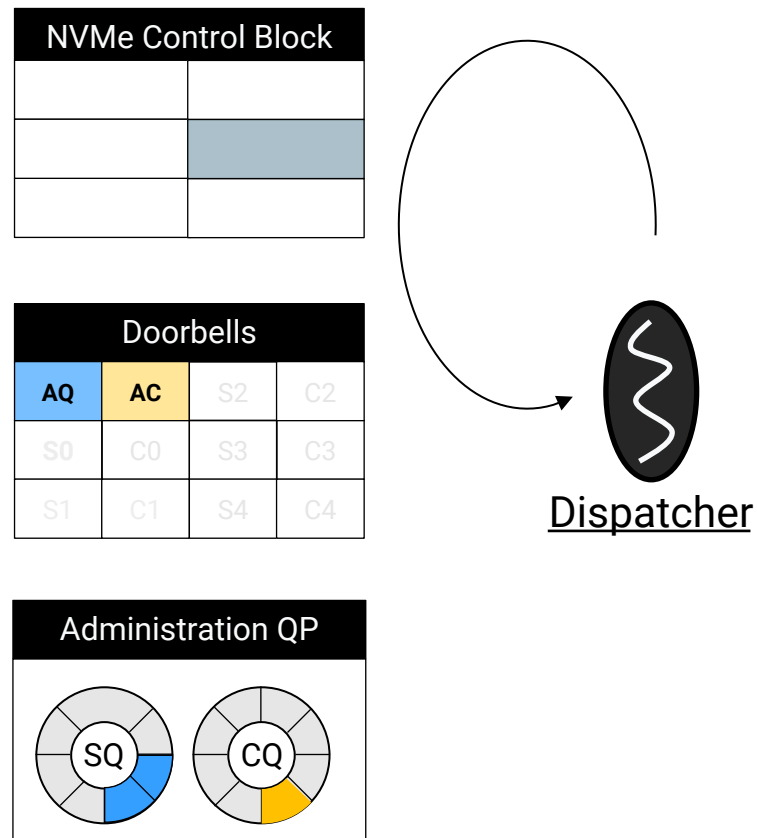 NVMe Control Block
Doorbells
AQ AC S2 C2
S0 C0 S3 C3
S1 C1 S4 C4
Dispatcher
Administration QP
SQ CQ